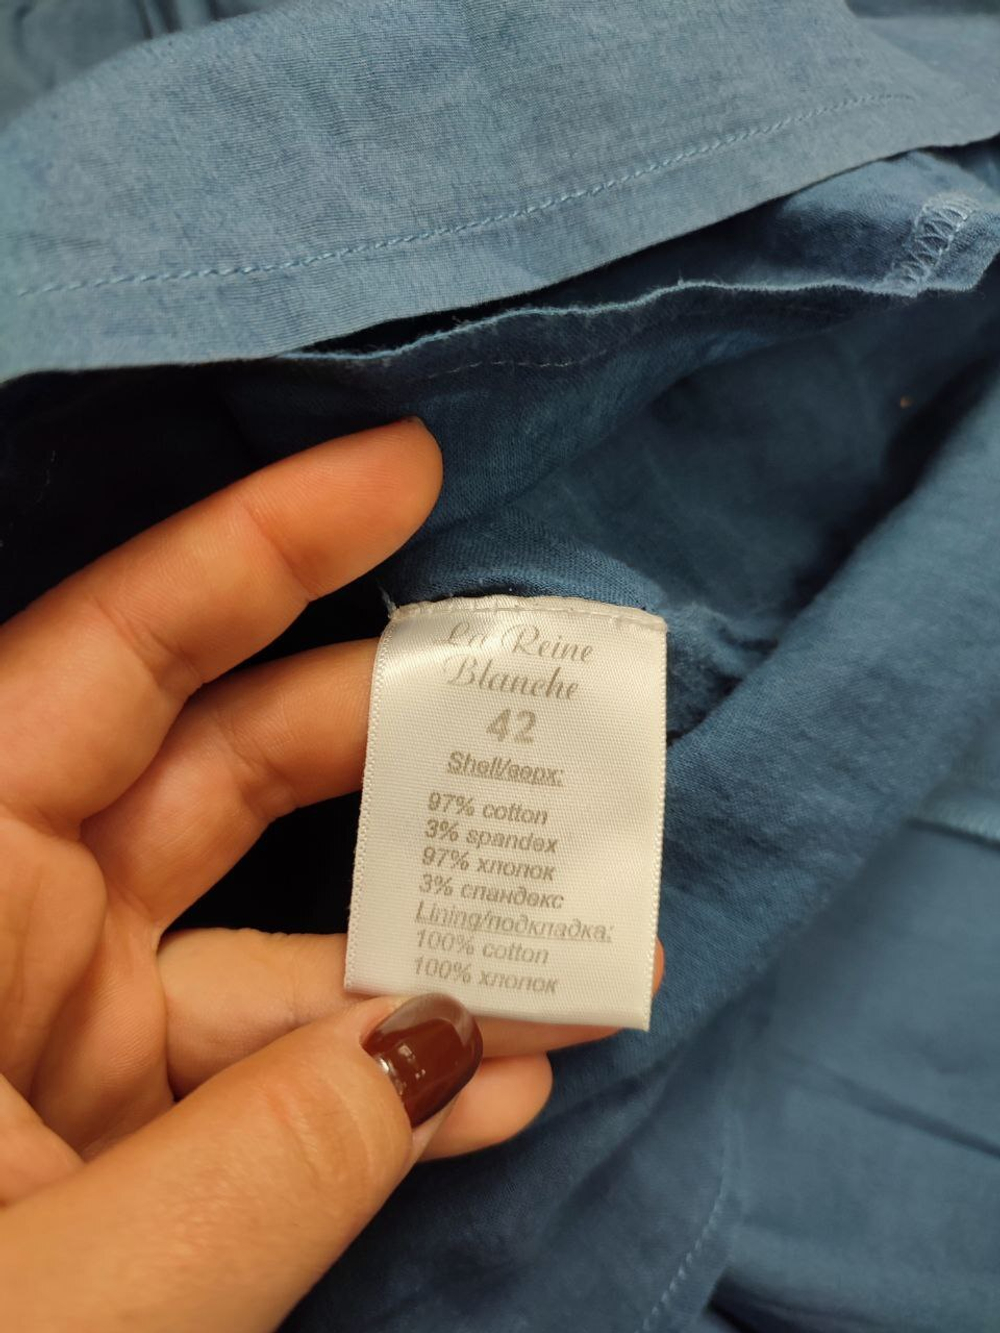 La Reine
Blanche
42
Shell/верх:
97% cotton
3% spandex
97% хлопок
3% спандекс
Lining/подкладка:
100% cotton
100% хлопок